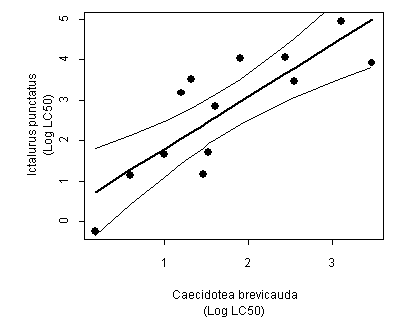 Ictalurus punctatus
(Log LC50)
5
4
3
2
1
0
1 2 3
Caecidotea brevicauda
(Log LC50)